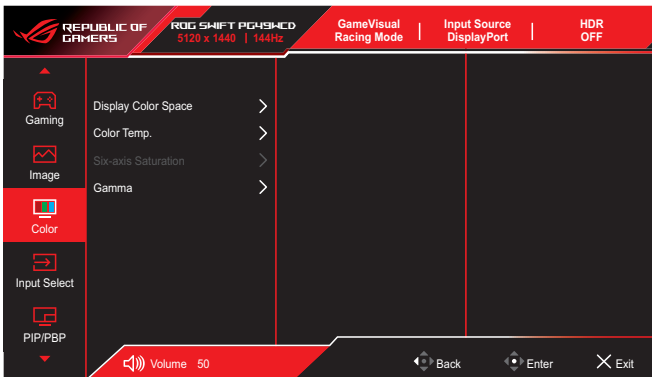 REPUBLIC OF
GAMERS
ROG SWIFT PG49WCD
5120 x 1440 | 144Hz
GameVisual
Racing Mode
Input Source
DisplayPort
HDR
OFF
Gaming
Image
Color
Input Select
PIP/PBP
Display Color Space
Color Temp.
Six-axis Saturation
Gamma
Volume 50
Back
Enter
Exit